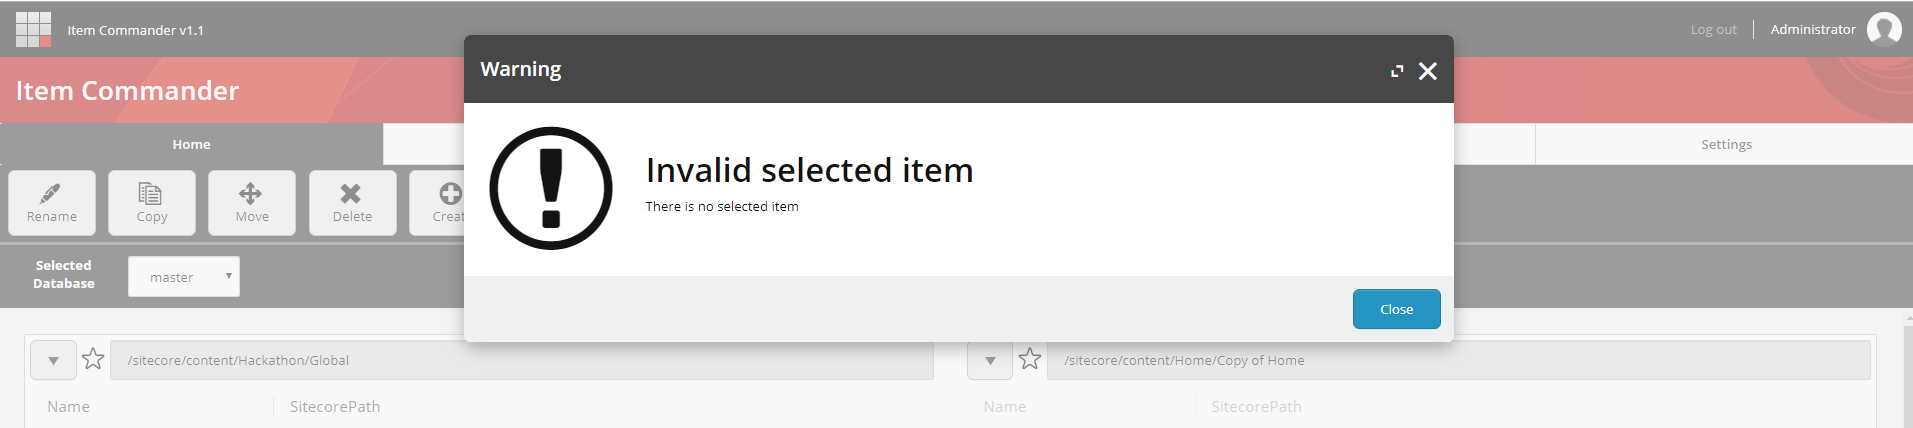 Item Commander v1.1
Log out
Administrator
Warning
Item Commander
Invalid selected item
There is no selected item
Home
Settings
Rename
Copy
Move
Delete
Selected
Database
master
Close
/sitecore/content/Hackathon/Global
/sitecore/content/Home/Copy of Home
Name
SitecorePath
Name
SitecorePath